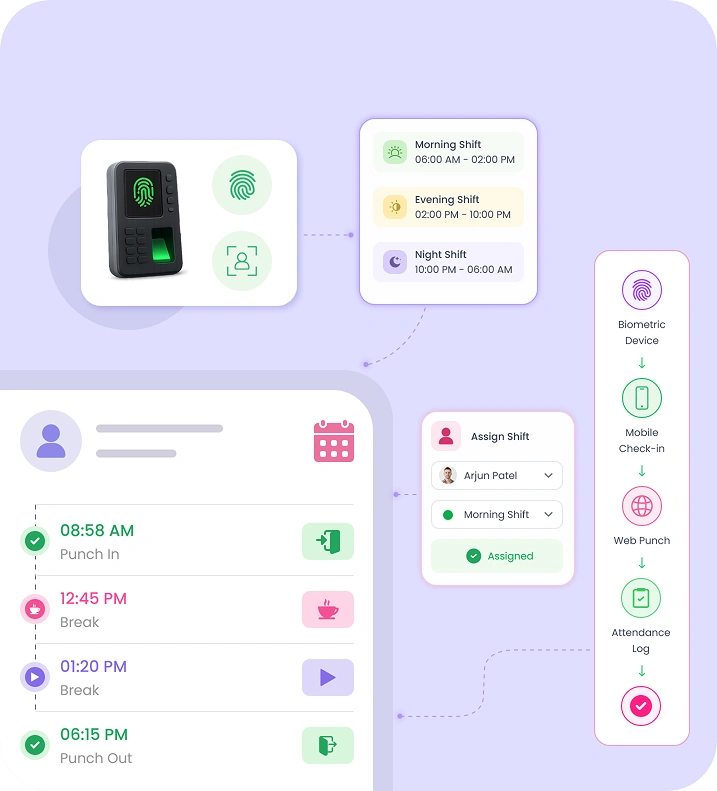 Morning Shift
06:00 AM - 02:00 PM
Evening Shift
02:00 PM - 10:00 PM
Night Shift
10:00 PM - 06:00 AM
Biometric
Device
Mobile
Check-in
Web Punch
Attendance
Log
Assign Shift
Arjun Patel
Morning Shift
Assigned
08:58 AM
Punch In
12:45 PM
Break
01:20 PM
Break
06:15 PM
Punch Out